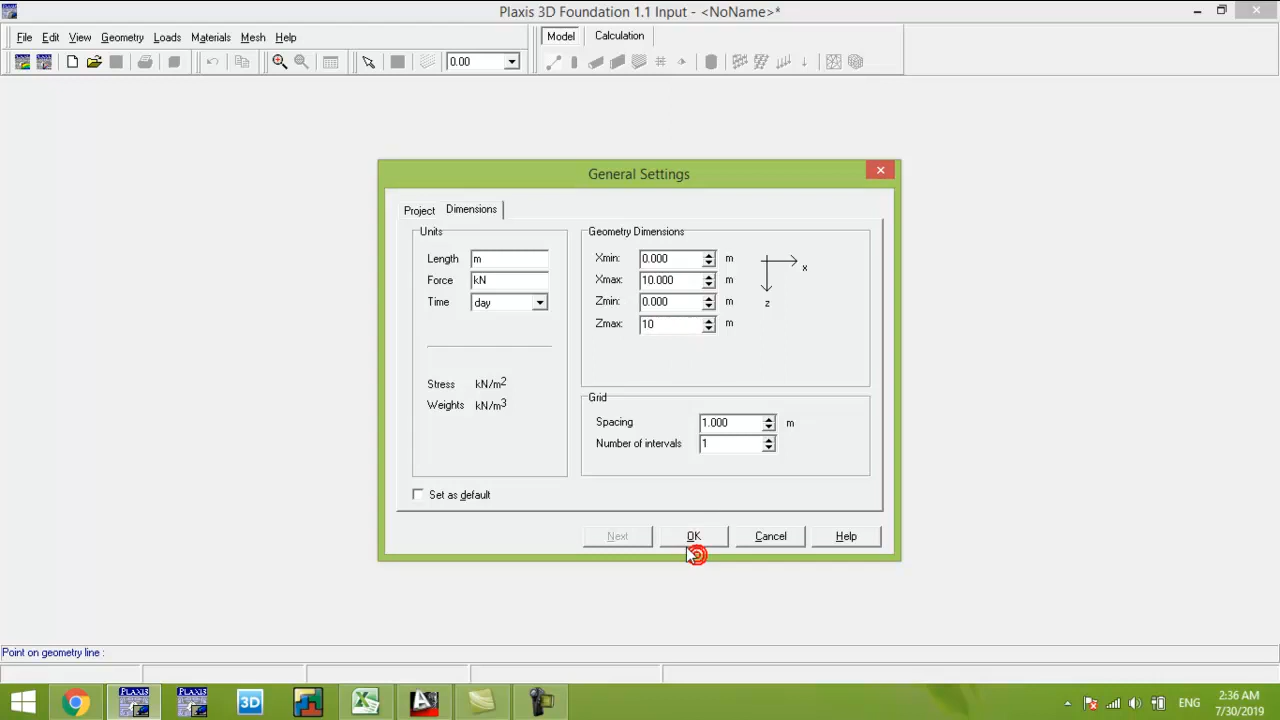 Plaxis 3D Foundation 1.1 Input - <NoName>*
File Edit View Geometry Loads Materials Mesh Help
Model Calculation
0.00
General Settings
Project Dimensions
Units
Length m
Force kN
Time day
Stress kN/m2
Weights kN/m3
Set as default
Geometry Dimensions
Xmin: 0.000 m
Xmax: 10.000 m
Zmin: 0.000 m
Zmax: 10 m
x
z
Grid
Spacing 1.000 m
Number of intervals 1
Next OK Cancel Help
Point on geometry line :
PLAXIS PLAXIS 3D
ENG
2:36 AM
7/30/2019